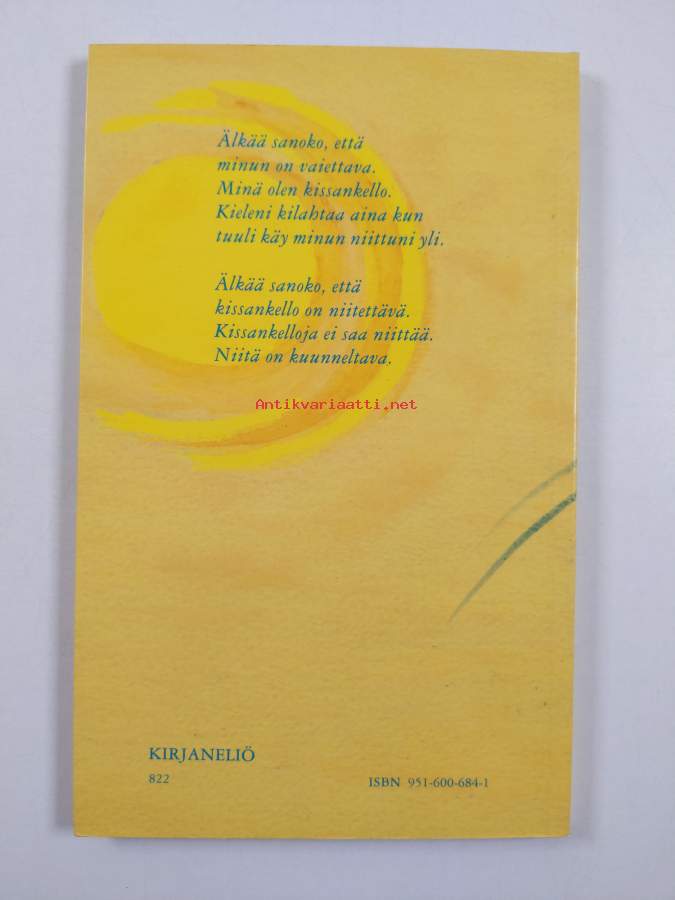 Älkää sanoko, että
minun on vaiettava.
Minä olen kissankello.
Kieleni kilahtaa aina kun
tuuli käy minun niittuni yli.
Älkää sanoko, että
kissankello on niitettävä.
Kissankelloja ei saa niittää.
Niitä on kuunneltava.
Antikvariaatti.net
KIRJANELIÖ
822
ISBN 951-600-684-1